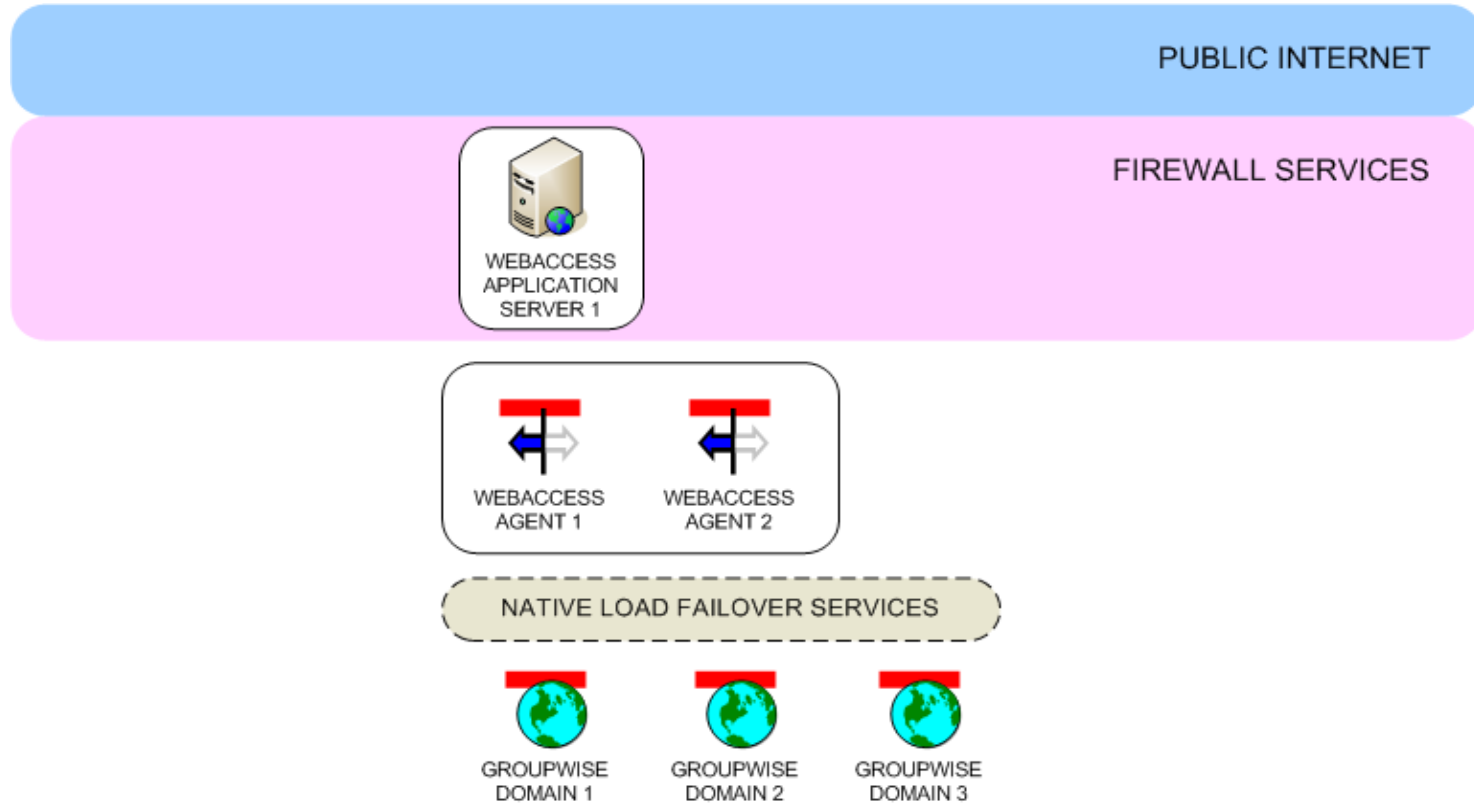 PUBLIC INTERNET
FIREWALL SERVICES
WEBACCESS
APPLICATION
SERVER 1
WEBACCESS
AGENT 1
WEBACCESS
AGENT 2
NATIVE LOAD FAILOVER SERVICES
GROUPWISE
DOMAIN 1
GROUPWISE
DOMAIN 2
GROUPWISE
DOMAIN 3